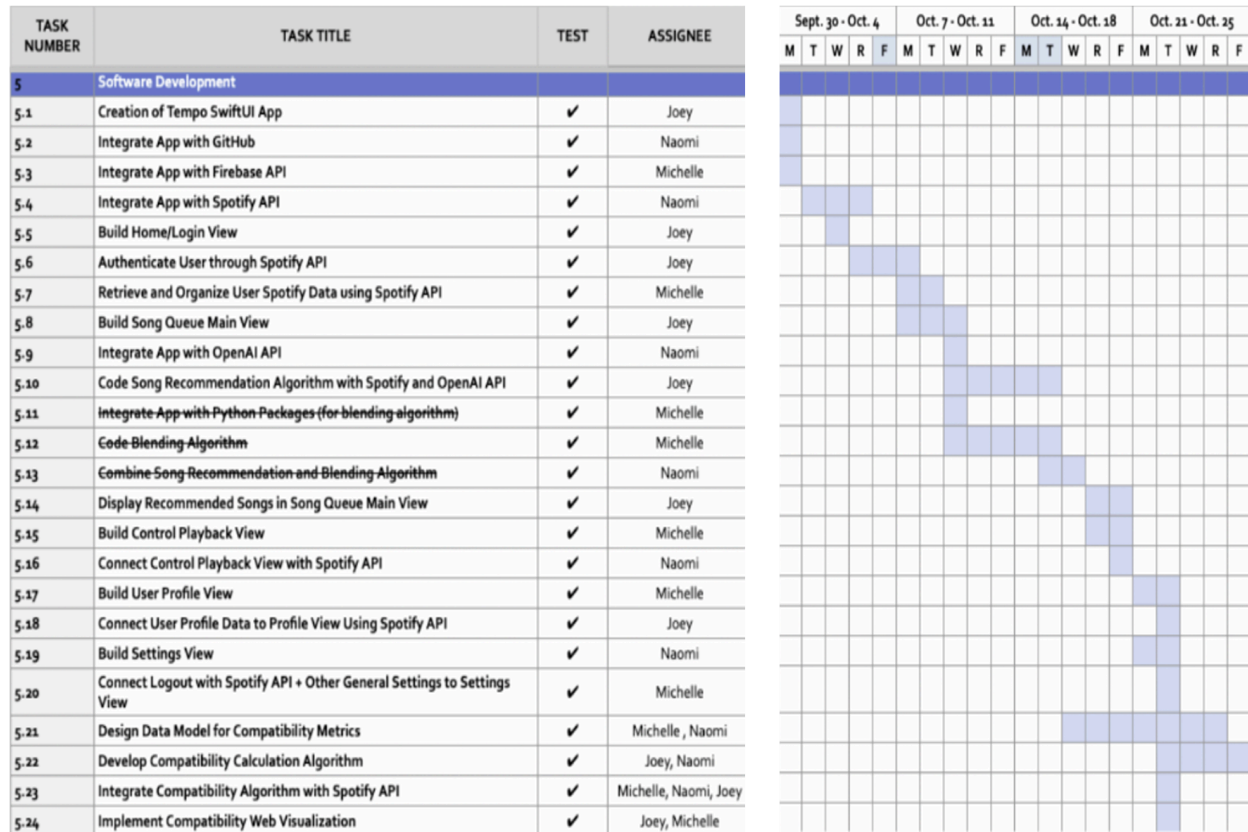 TASK NUMBER TASK TITLE TEST ASSIGNEE Sept. 30 - Oct. 4 Oct. 7 - Oct. 11 Oct. 14 - Oct. 18 Oct. 21 - Oct. 25
M T W R F M T W R F M T W R F M T W R F
5 Software Development
5.1 Creation of Tempo SwiftUI App ✔ Joey
5.2 Integrate App with GitHub ✔ Naomi
5.3 Integrate App with Firebase API ✔ Michelle
5.4 Integrate App with Spotify API ✔ Naomi
5.5 Build Home/Login View ✔ Joey
5.6 Authenticate User through Spotify API ✔ Joey
5.7 Retrieve and Organize User Spotify Data using Spotify API ✔ Michelle
5.8 Build Song Queue Main View ✔ Joey
5.9 Integrate App with OpenAI API ✔ Naomi
5.10 Code Song Recommendation Algorithm with Spotify and OpenAI API ✔ Joey
5.11 Integrate App with Python Packages (for blending algorithm) ✔ Michelle
5.12 Code Blending Algorithm ✔ Michelle
5.13 Combine Song Recommendation and Blending Algorithm ✔ Naomi
5.14 Display Recommended Songs in Song Queue Main View ✔ Joey
5.15 Build Control Playback View ✔ Michelle
5.16 Connect Control Playback View with Spotify API ✔ Naomi
5.17 Build User Profile View ✔ Michelle
5.18 Connect User Profile Data to Profile View Using Spotify API ✔ Joey
5.19 Build Settings View ✔ Naomi
5.20 Connect Logout with Spotify API + Other General Settings to Settings
View ✔ Michelle
5.21 Design Data Model for Compatibility Metrics ✔ Michelle , Naomi
5.22 Develop Compatibility Calculation Algorithm ✔ Joey, Naomi
5.23 Integrate Compatibility Algorithm with Spotify API ✔ Michelle, Naomi, Joey
5.24 Implement Compatibility Web Visualization ✔ Joey, Michelle